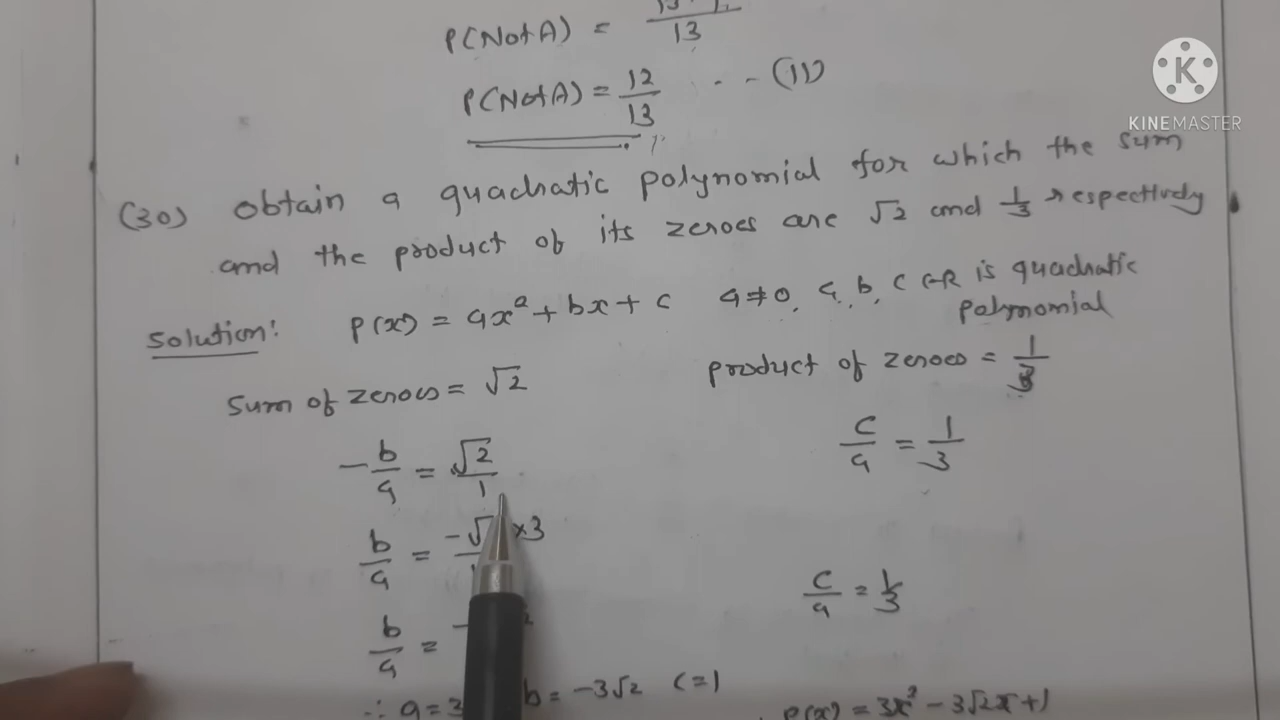 P(Not A) =
13
P(Not A) = 12/13 - - (11)
KINEMASTER
(30) obtain a quadratic polynomial for which the sum
and the product of its zeroes are √2 and 1/3 respectively
Solution: P(x) = ax² + bx + c a≠0, a, b, c ∈ R is quadratic
polynomial
Sum of zeroes = √2 product of zeroes = 1/3
-b/a = √2/1 c/a = 1/3
b/a = -√ ×3
c/a = 1/3
b/a = -
∴ a = 3 b = -3√2 c = 1
P(x) = 3x² - 3√2x + 1